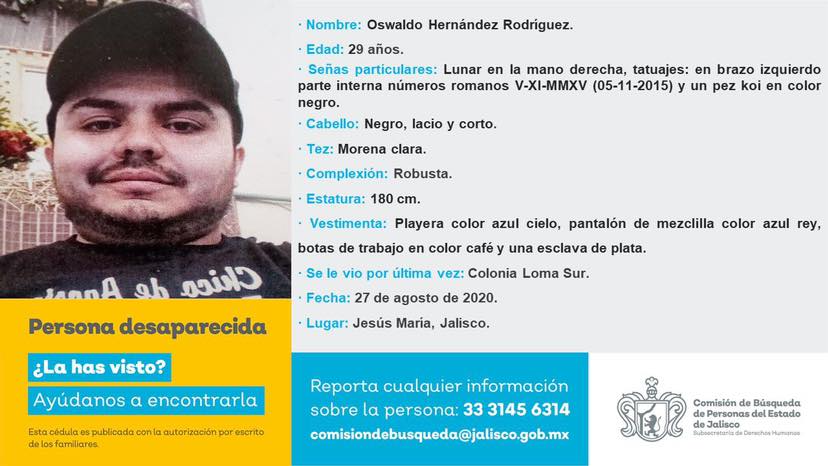 · Nombre: Oswaldo Hernández Rodríguez.
· Edad: 29 años.
· Señas particulares: Lunar en la mano derecha, tatuajes: en brazo izquierdo
parte interna números romanos V-XI-MMXV (05-11-2015) y un pez koi en color
negro.
· Cabello: Negro, lacio y corto.
· Tez: Morena clara.
· Complexión: Robusta.
· Estatura: 180 cm.
· Vestimenta: Playera color azul cielo, pantalón de mezclilla color azul rey,
botas de trabajo en color café y una esclava de plata.
· Se le vio por última vez: Colonia Loma Sur.
· Fecha: 27 de agosto de 2020.
· Lugar: Jesús María, Jalisco.
Chico de
Persona desaparecida
¿La has visto?
Ayúdanos a encontrarla
Esta cédula es publicada con la autorización por escrito
de los familiares.
Reporta cualquier información
sobre la persona: 33 3145 6314
comisiondebusqueda@jalisco.gob.mx
Comisión de Búsqueda
de Personas del Estado
de Jalisco
Subsecretaría de Derechos Humanos